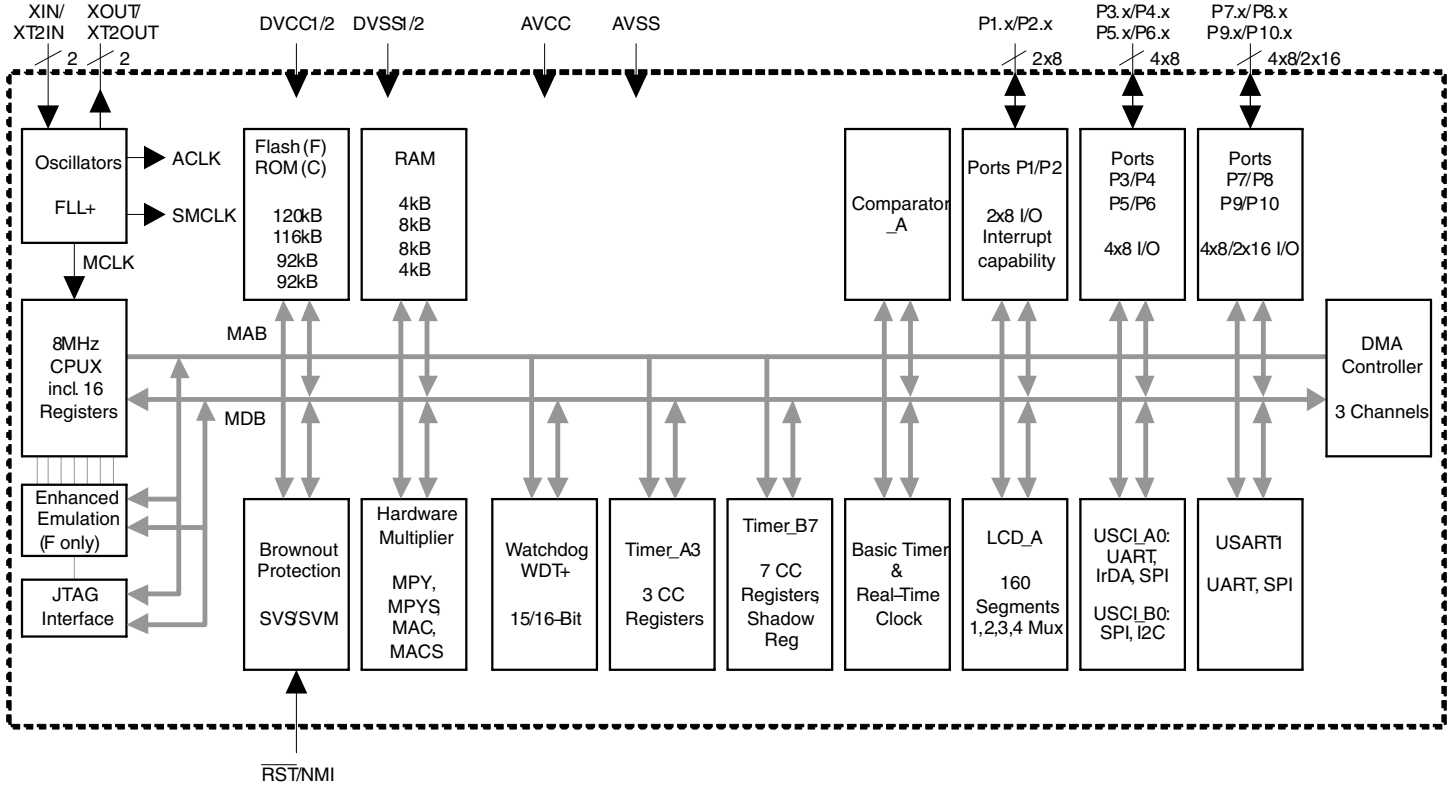 XIN/
XT2IN
XOUT/
XT2OUT
2
2
DVCC1/2
DVSS1/2
AVCC
AVSS
P1.x/P2.x
2x8
P3.x/P4.x
P5.x/P6.x
4x8
P7.x/P8.x
P9.x/P10.x
4x8/2x16
Oscillators
FLL+
ACLK
SMCLK
MCLK
Flash (F)
ROM (C)
120kB
116kB
92kB
92kB
RAM
4kB
8kB
8kB
4kB
Comparator
_A
Ports P1/P2
2x8 I/O
Interrupt
capability
Ports
P3/P4
P5/P6
4x8 I/O
Ports
P7/P8
P9/P10
4x8/2x16 I/O
8MHz
CPUX
incl. 16
Registers
MAB
MDB
DMA
Controller
3 Channels
Enhanced
Emulation
(F only)
JTAG
Interface
Brownout
Protection
SVS/SVM
Hardware
Multiplier
MPY,
MPYS,
MAC,
MACS
Watchdog
WDT+
15/16–Bit
Timer_A3
3 CC
Registers
Timer_B7
7 CC
Registers,
Shadow
Reg
Basic Timer
&
Real–Time
Clock
LCD_A
160
Segments
1,2,3,4 Mux
USCI_A0:
UART,
IrDA, SPI
USCI_B0:
SPI, I2C
USART1
UART, SPI
RST/NMI